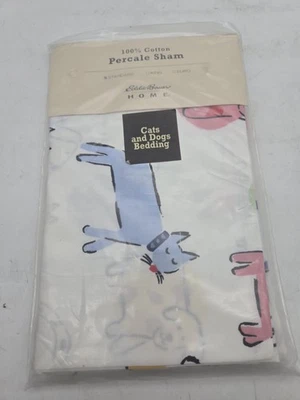 100% Cotton
Percale Sham
Eddie Bauer
HOME
Cats
and Dogs
Bedding